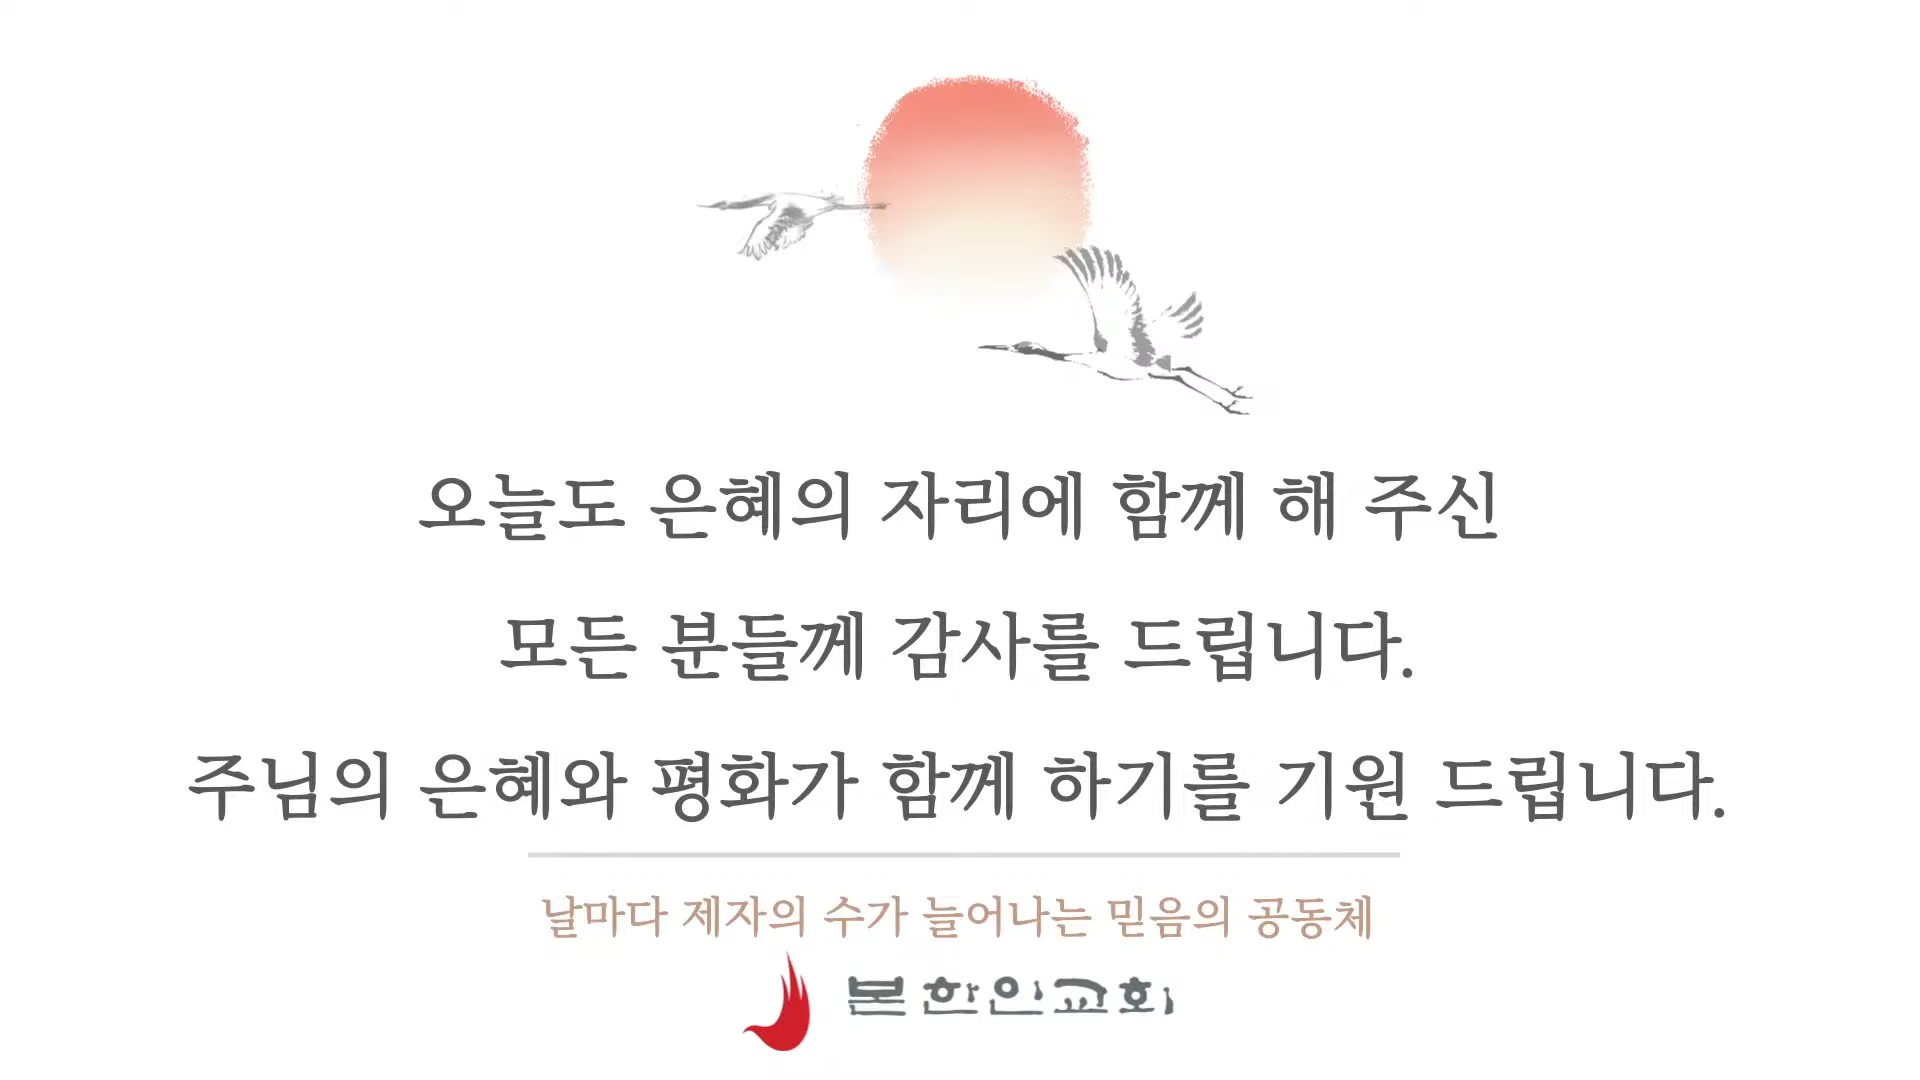 오늘도 은혜의 자리에 함께 해 주신
모든 분들께 감사를 드립니다.
주님의 은혜와 평화가 함께 하기를 기원 드립니다.
날마다 제자의 수가 늘어나는 믿음의 공동체
본한인교회